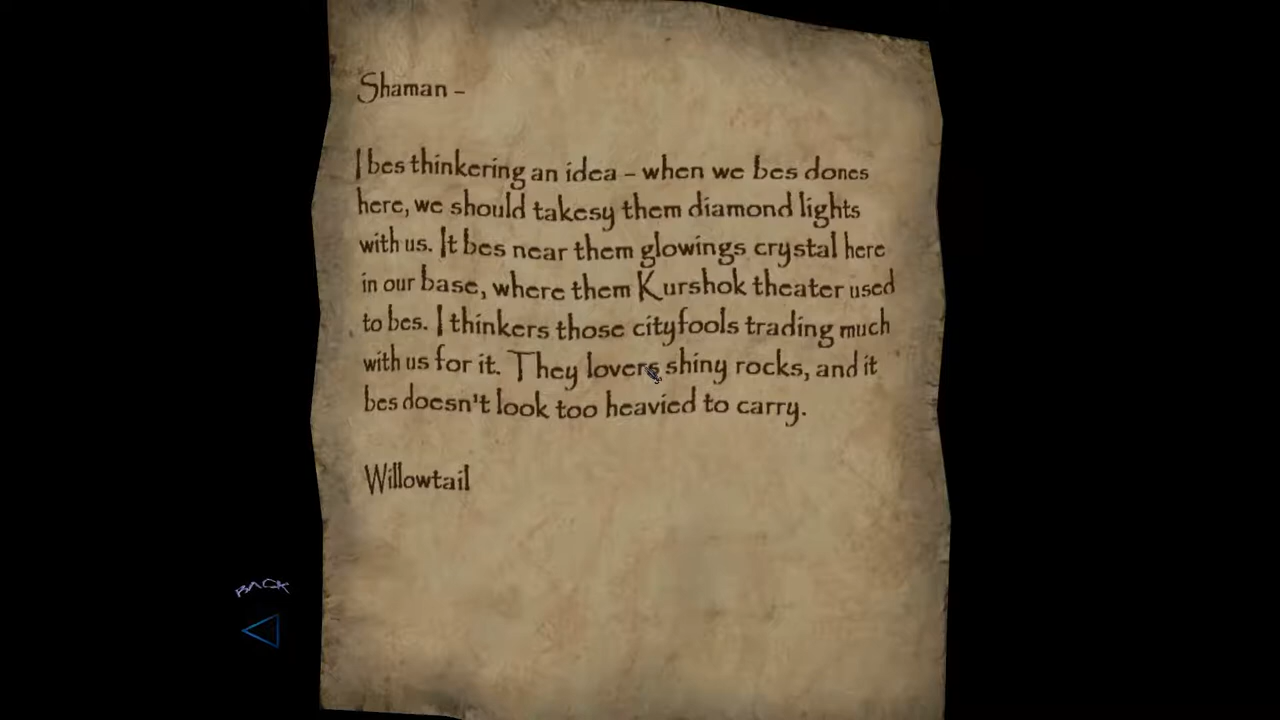 Shaman -
I bes thinkering an idea - when we bes dones
here, we should takesy them diamond lights
with us. It bes near them glowings crystal here
in our base, where them Kurshok theater used
to bes. I thinkers those cityfools trading much
with us for it. They lovers shiny rocks, and it
bes doesn't look too heavied to carry.
Willowtail
BACK